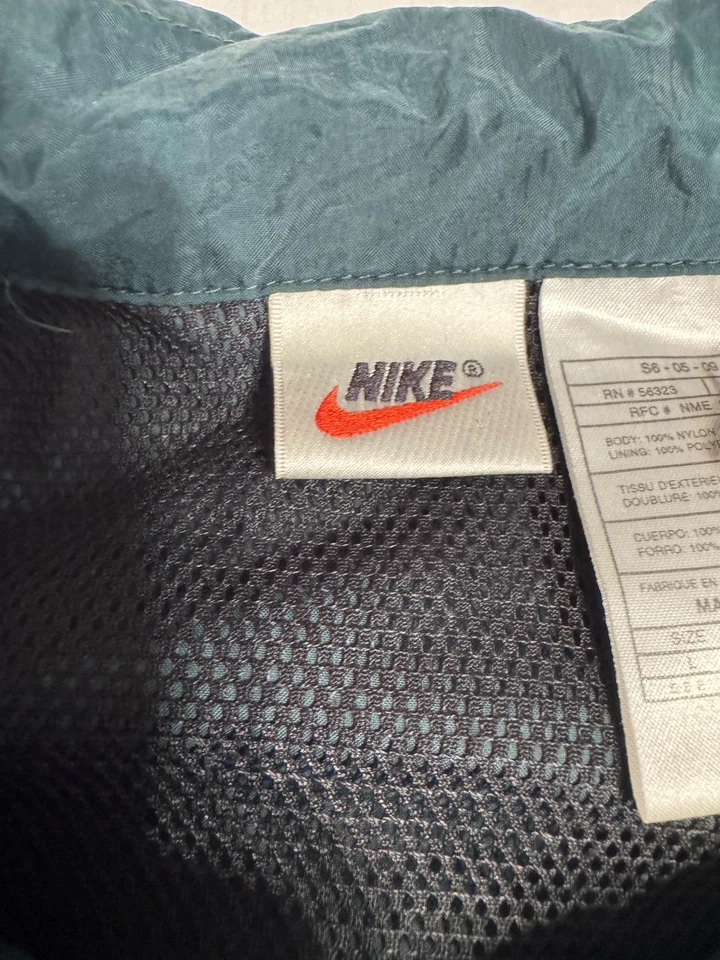 NIKE®
S6 - 05 - 09
RN # 56323
RFC # NME
BODY: 100% NYLON
LINING: 100% POLY
TISSU D'EXTERIE
DOUBLURE: 100
CUERPO: 100%
FORRO: 100%
FABRIQUE EN
MA
SIZE
L